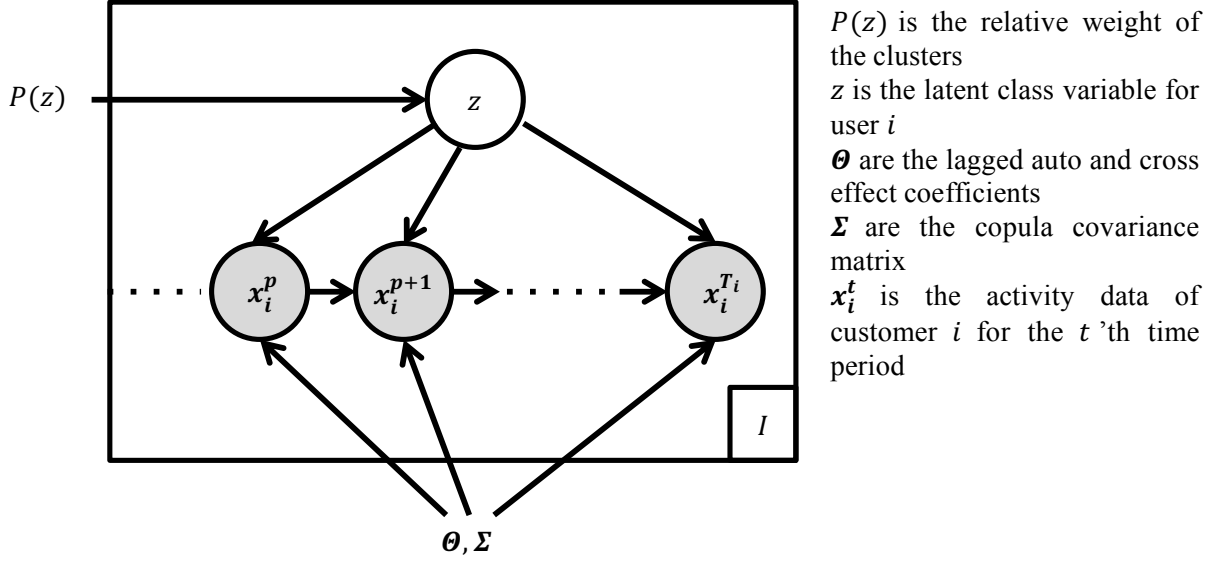 P(z)
z
x_i^p
x_i^{p+1}
x_i^{T_i}
I
Θ, Σ
P(z) is the relative weight of
the clusters
z is the latent class variable for
user i
Θ are the lagged auto and cross
effect coefficients
Σ are the copula covariance
matrix
x_i^t is the activity data of
customer i for the t 'th time
period